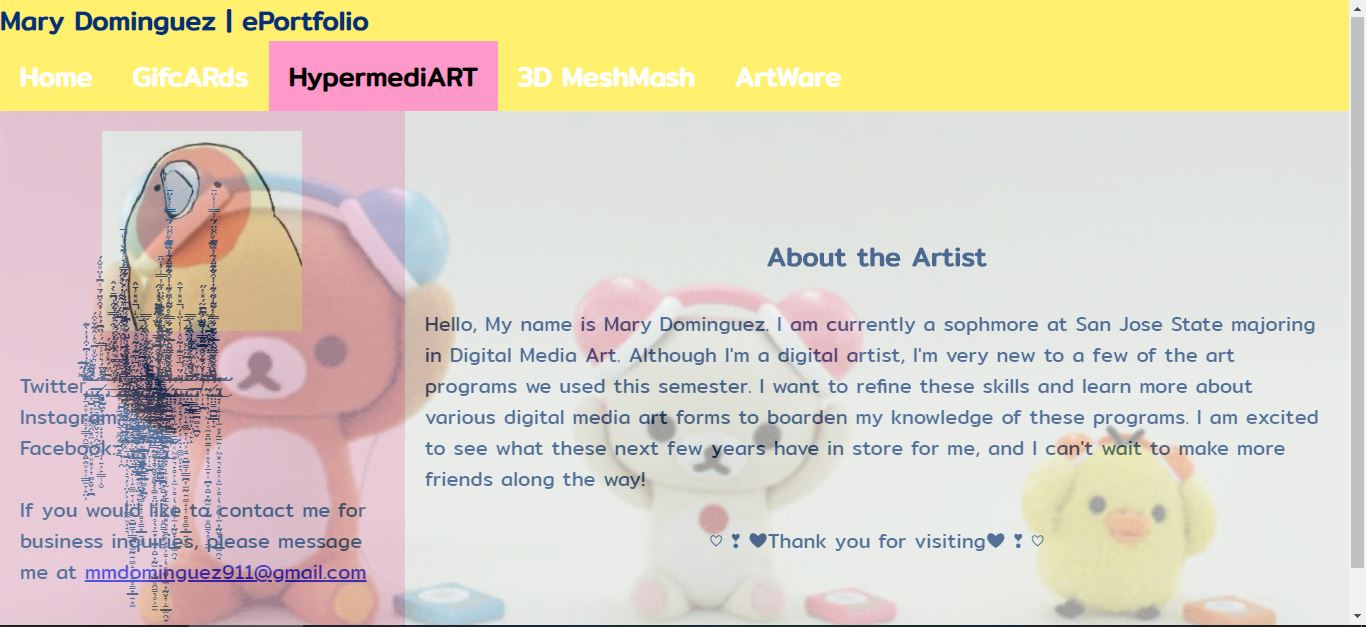 Mary Dominguez | ePortfolio
Home GifcARds HypermediART 3D MeshMash ArtWare
About the Artist
Hello, My name is Mary Dominguez. I am currently a sophmore at San Jose State majoring
in Digital Media Art. Although I'm a digital artist, I'm very new to a few of the art
programs we used this semester. I want to refine these skills and learn more about
various digital media art forms to boarden my knowledge of these programs. I am excited
to see what these next few years have in store for me, and I can't wait to make more
friends along the way!
♡ ❣ ❤Thank you for visiting❤ ❣ ♡
Twitter
Instagram
Facebook:
If you would like to contact me for
business inquiries, please message
me at mmdominguez911@gmail.com